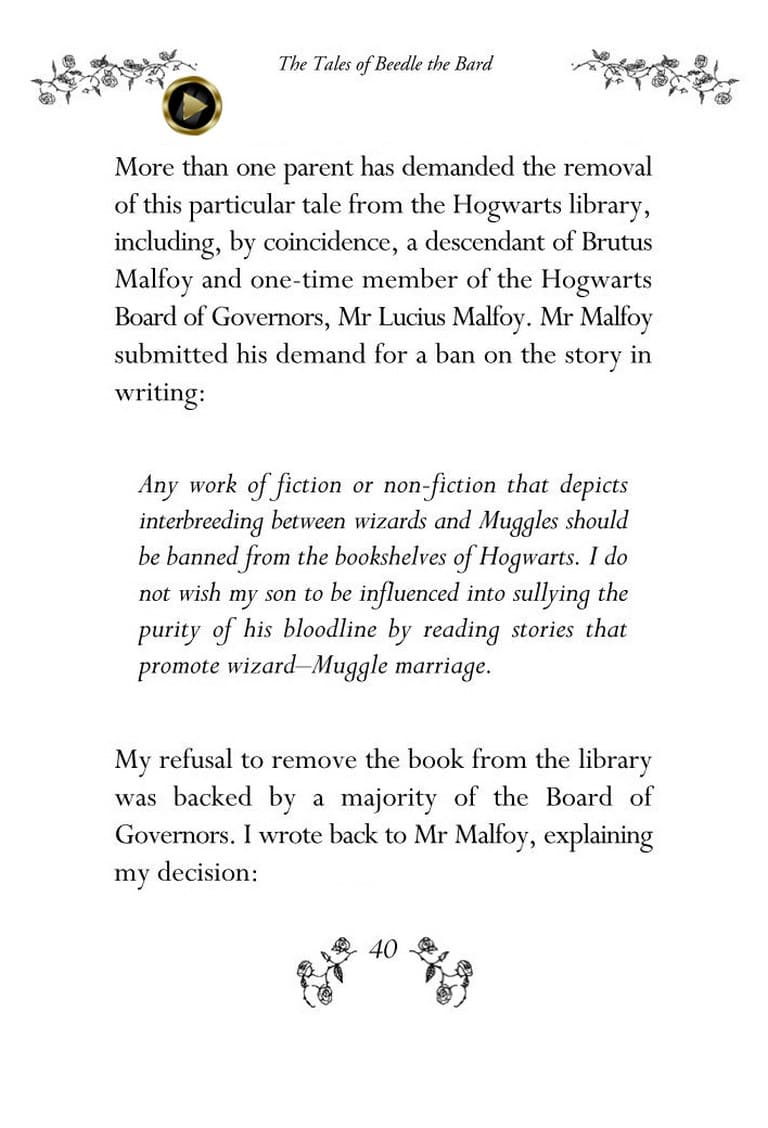 The Tales of Beedle the Bard
More than one parent has demanded the removal
of this particular tale from the Hogwarts library,
including, by coincidence, a descendant of Brutus
Malfoy and one-time member of the Hogwarts
Board of Governors, Mr Lucius Malfoy. Mr Malfoy
submitted his demand for a ban on the story in
writing:
Any work of fiction or non-fiction that depicts
interbreeding between wizards and Muggles should
be banned from the bookshelves of Hogwarts. I do
not wish my son to be influenced into sullying the
purity of his bloodline by reading stories that
promote wizard–Muggle marriage.
My refusal to remove the book from the library
was backed by a majority of the Board of
Governors. I wrote back to Mr Malfoy, explaining
my decision:
40